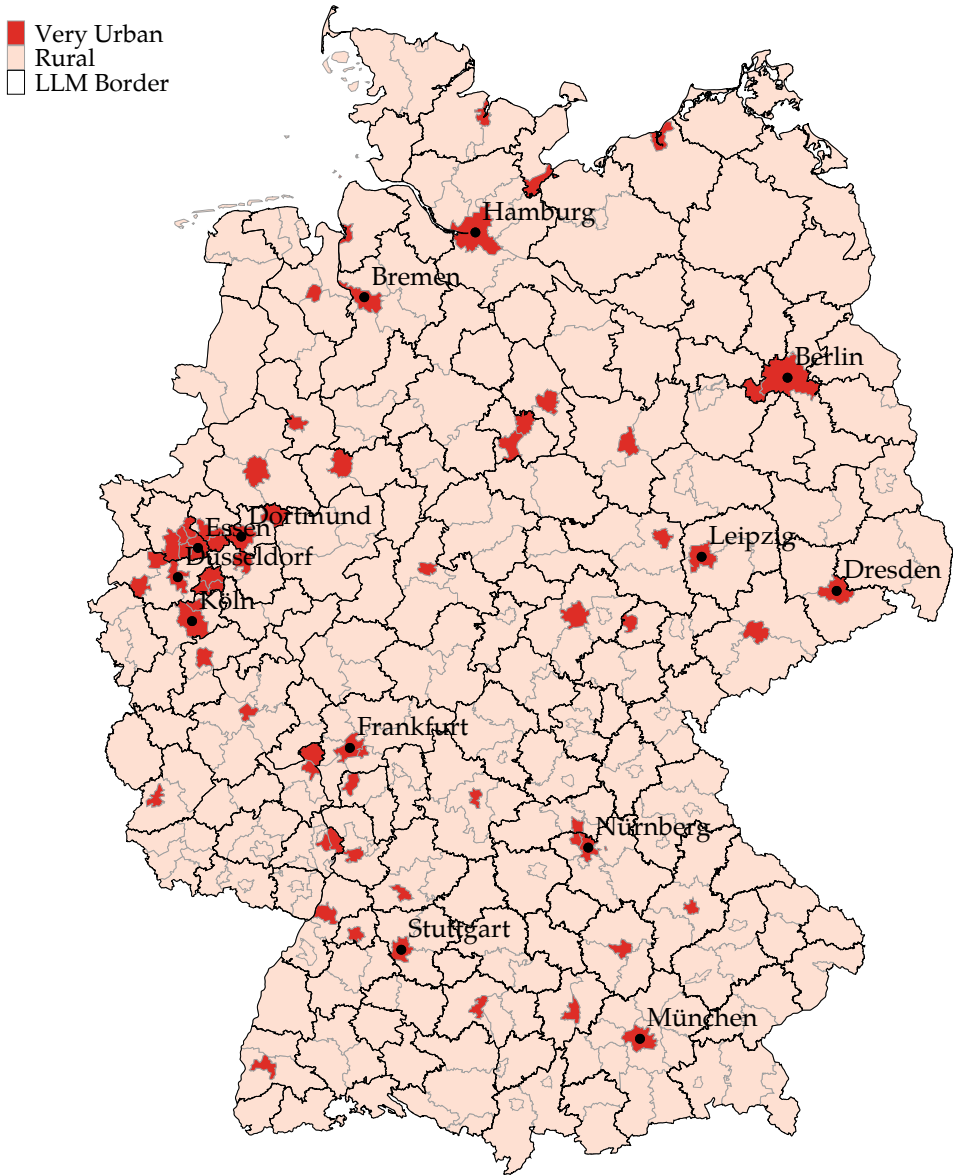 Very Urban
Rural
LLM Border
Hamburg
Bremen
Berlin
Dortmund
Essen
Düsseldorf
Leipzig
Dresden
Köln
Frankfurt
Nürnberg
Stuttgart
München